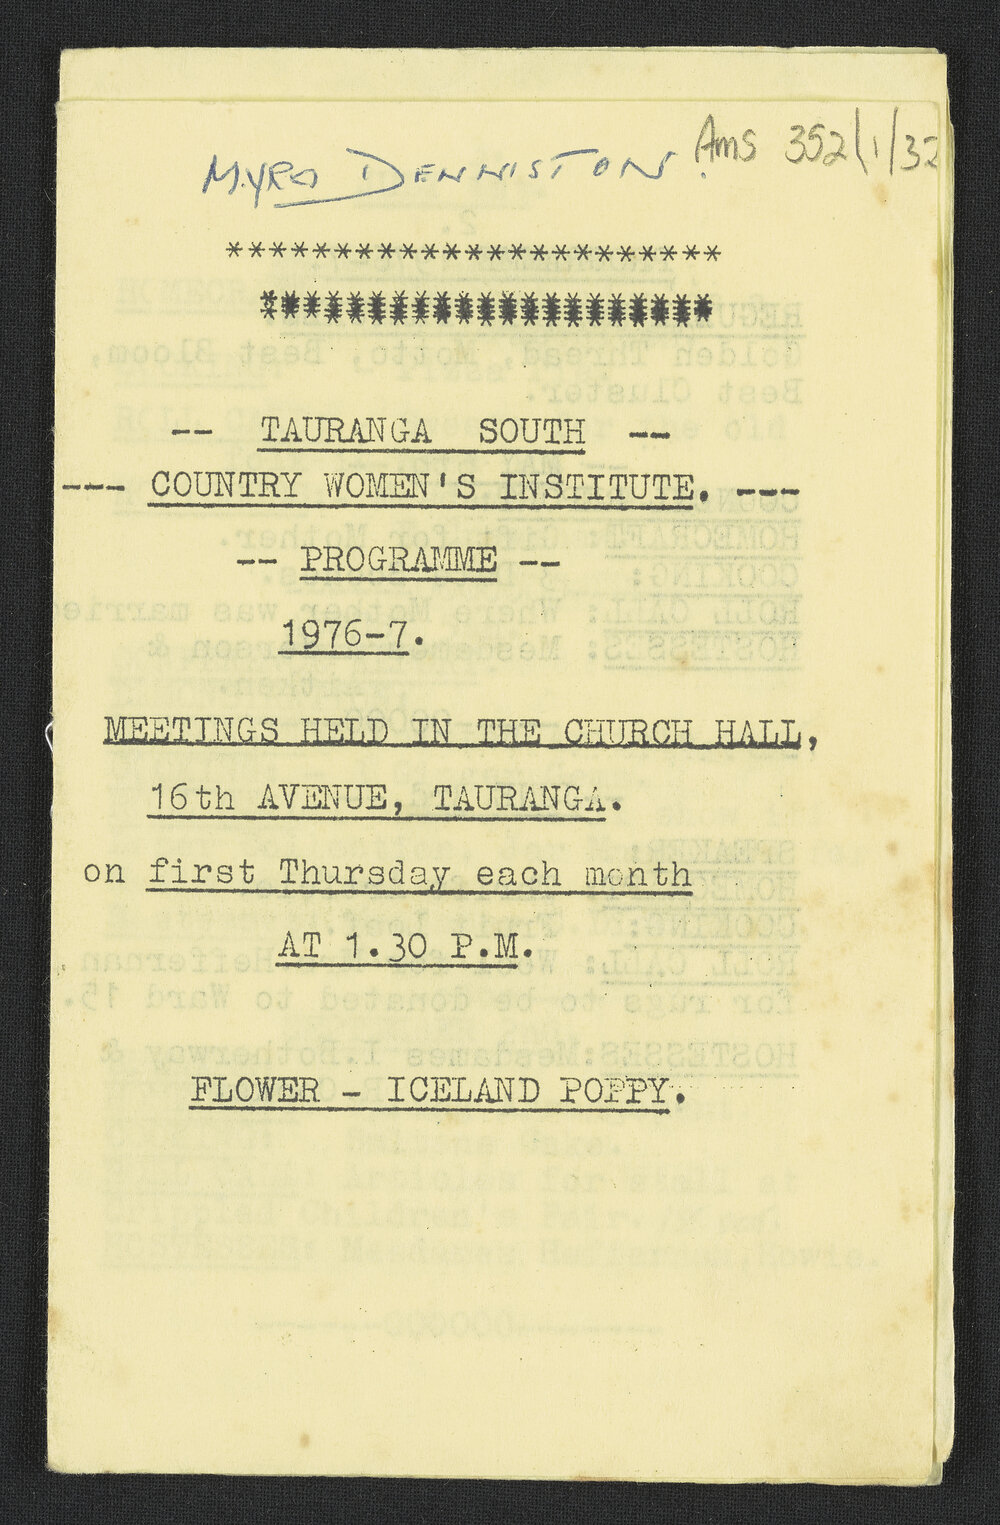 Ams 352/1/32
MYRA DENNISTON.
***********************
*********************
-- TAURANGA SOUTH --
--- COUNTRY WOMEN'S INSTITUTE. ---
-- PROGRAMME --
1976-7.
MEETINGS HELD IN THE CHURCH HALL,
16th AVENUE, TAURANGA.
on first Thursday each month
AT 1.30 P.M.
FLOWER - ICELAND POPPY.